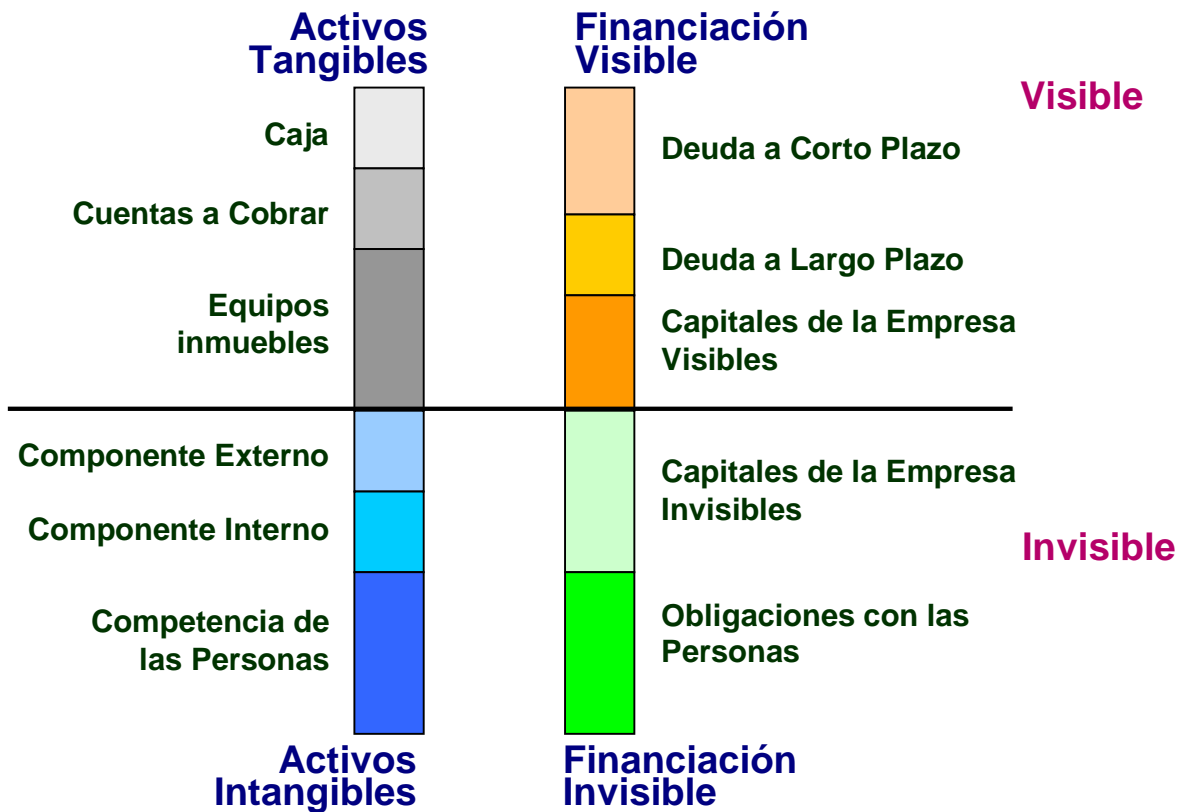 Activos
Tangibles
Financiación
Visible
Visible
Caja
Deuda a Corto Plazo
Cuentas a Cobrar
Deuda a Largo Plazo
Equipos
inmuebles
Capitales de la Empresa
Visibles
Componente Externo
Capitales de la Empresa
Invisibles
Componente Interno
Invisible
Competencia de
las Personas
Obligaciones con las
Personas
Activos
Intangibles
Financiación
Invisible